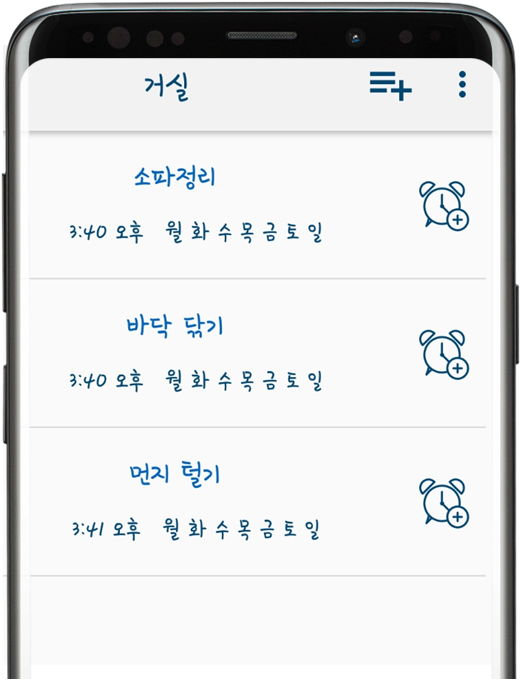 거실
소파정리
3:40 오후 월 화 수 목 금 토 일
바닥 닦기
3:40 오후 월 화 수 목 금 토 일
먼지 털기
3:41 오후 월 화 수 목 금 토 일